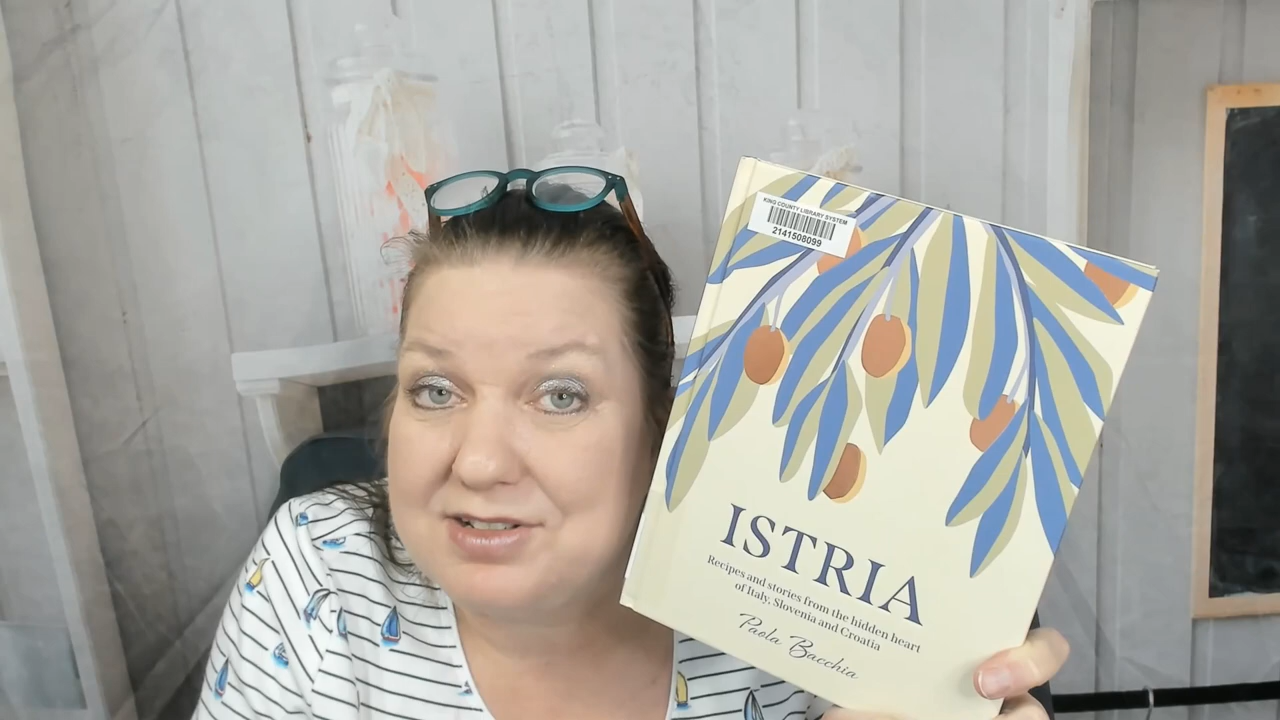 KING COUNTY LIBRARY SYSTEM
2141508099
ISTRIA
Recipes and stories from the hidden heart
of Italy, Slovenia and Croatia
Paola Bacchia